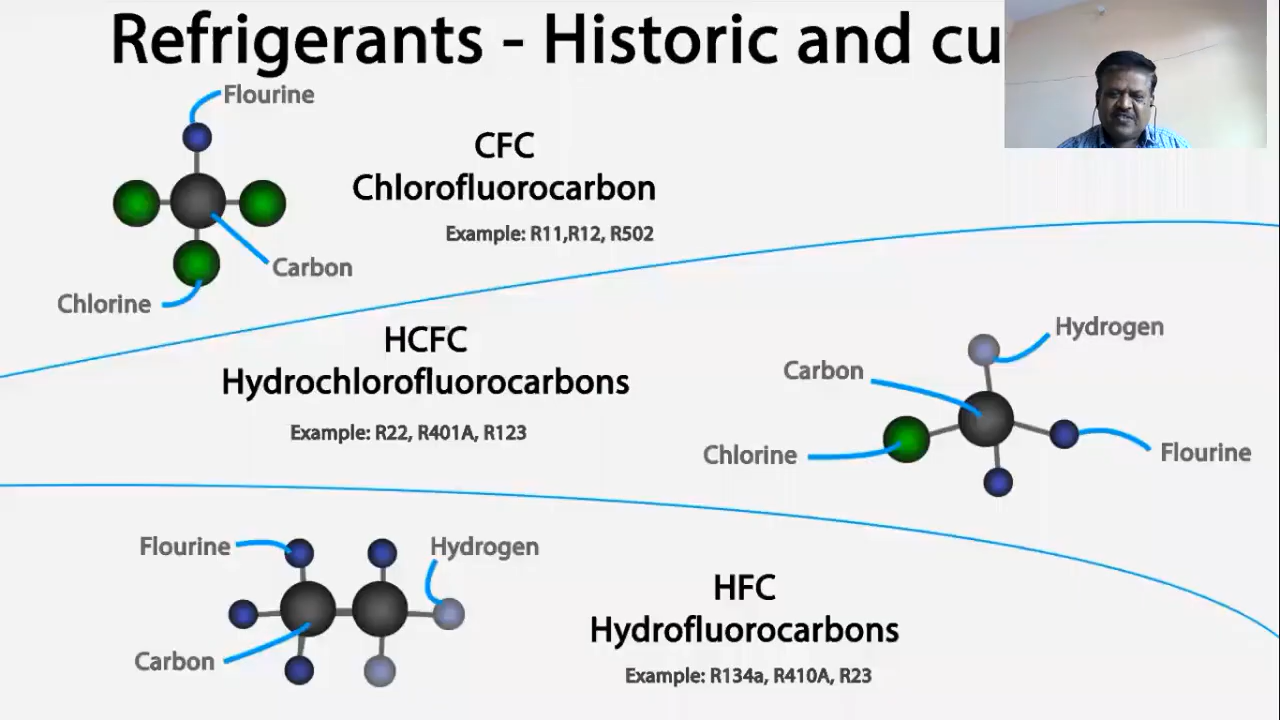 Refrigerants - Historic and cu
Flourine
CFC
Chlorofluorocarbon
Example: R11,R12, R502
Carbon
Chlorine
HCFC
Hydrochlorofluorocarbons
Example: R22, R401A, R123
Hydrogen
Carbon
Chlorine
Flourine
Flourine
Hydrogen
Carbon
HFC
Hydrofluorocarbons
Example: R134a, R410A, R23